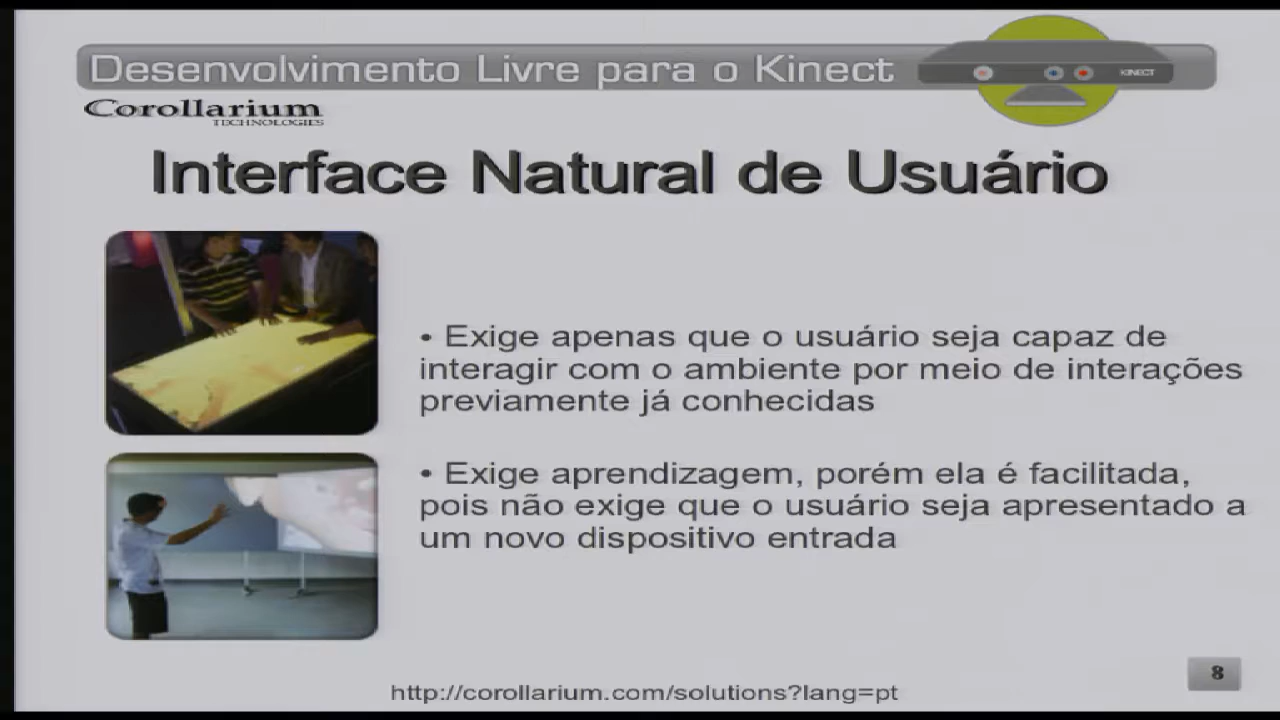 Desenvolvimento Livre para o Kinect
KINECT
Corollarium
TECHNOLOGIES
Interface Natural de Usuário
• Exige apenas que o usuário seja capaz de
interagir com o ambiente por meio de interações
previamente já conhecidas
• Exige aprendizagem, porém ela é facilitada,
pois não exige que o usuário seja apresentado a
um novo dispositivo entrada
8
http://corollarium.com/solutions?lang=pt